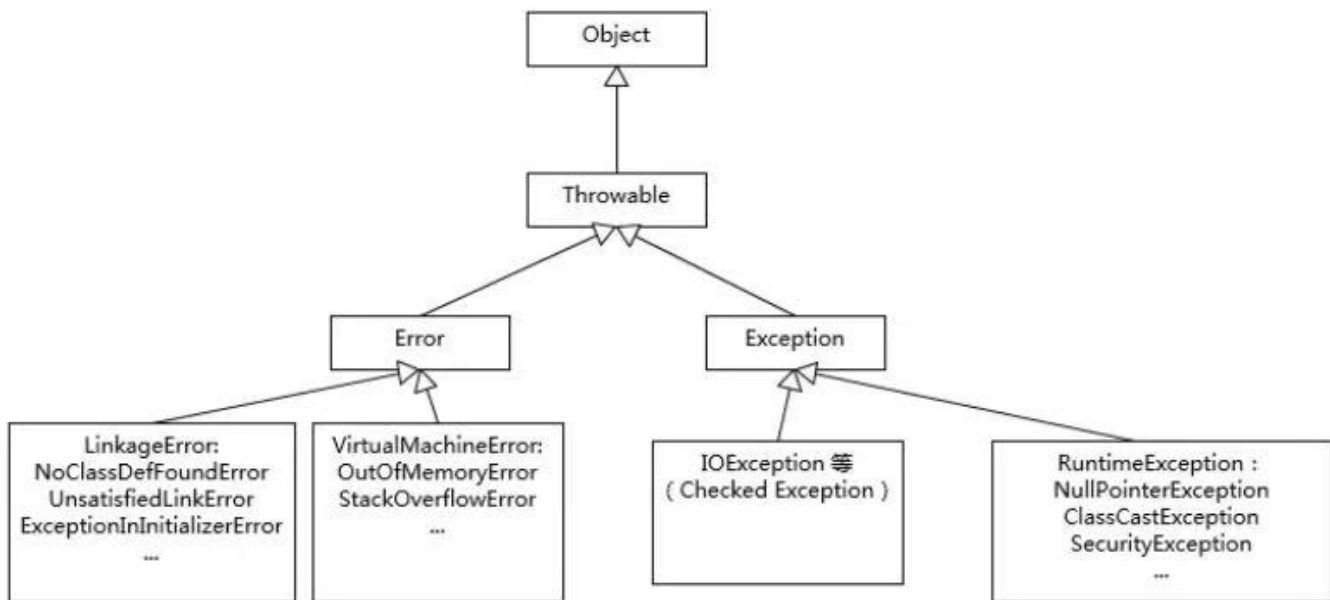 Object
Throwable
Error
Exception
LinkageError:
NoClassDefFoundError
UnsatisfiedLinkError
ExceptionInInitializerError
...
VirtualMachineError:
OutOfMemoryError
StackOverflowError
...
IOException 等
( Checked Exception )
RuntimeException：
NullPointerException
ClassCastException
SecurityException
...